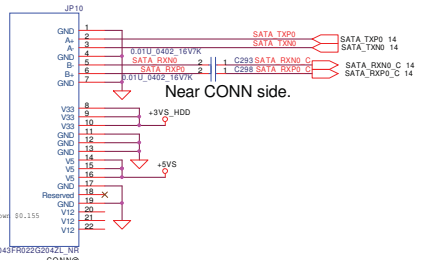 JP10
GND 1
A+ 2 SATA_TXP0 SATA_TXP0 14
A- 3 SATA_TXN0 SATA_TXN0 14
GND 4 0.01U_0402_16V7K
B- 5 SATA_RXN0 2 1 C293 SATA_RXN0_C SATA_RXN0_C 14
B+ 6 SATA_RXP0 2 1 C298 SATA_RXP0_C SATA_RXP0_C 14
GND 7 0.01U_0402_16V7K
Near CONN side.
V33 8
V33 9 +3VS_HDD
V33 10
GND 11
GND 12
GND 13
V5 14
V5 15 +5VS
V5 16
GND 17
Reserved 18
GND 19
V12 20
V12 21
V12 22
$0.155
043FR022G204ZL_NR
CONN@